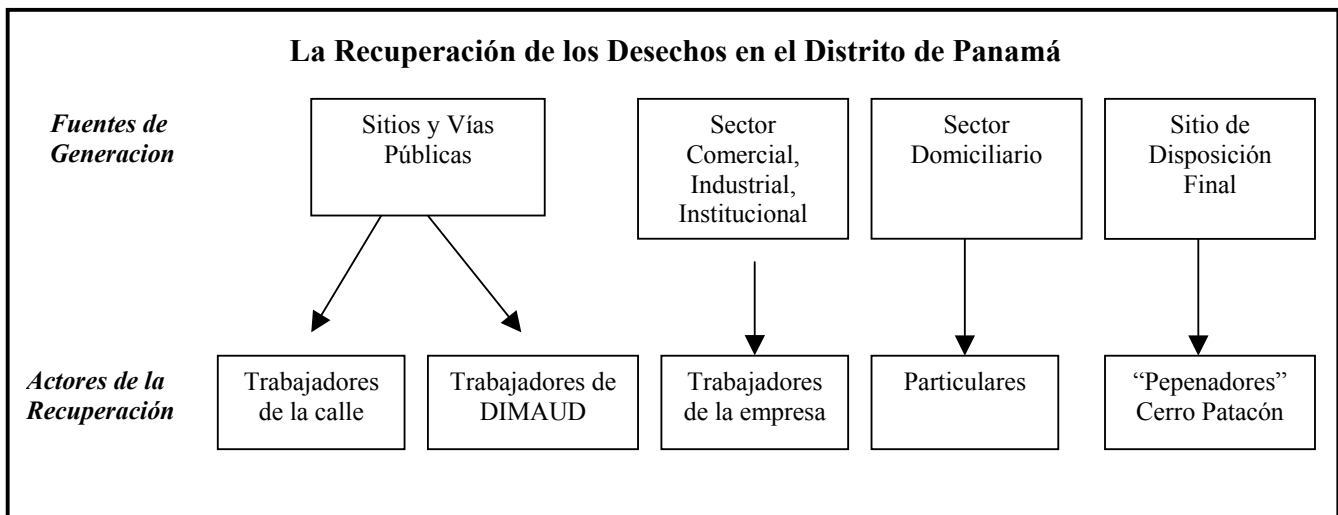 La Recuperación de los Desechos en el Distrito de Panamá
Fuentes de
Generacion
Sitios y Vías
Públicas
Sector
Comercial,
Industrial,
Institucional
Sector
Domiciliario
Sitio de
Disposición
Final
Actores de la
Recuperación
Trabajadores
de la calle
Trabajadores de
DIMAUD
Trabajadores
de la empresa
Particulares
“Pepenadores”
Cerro Patacón